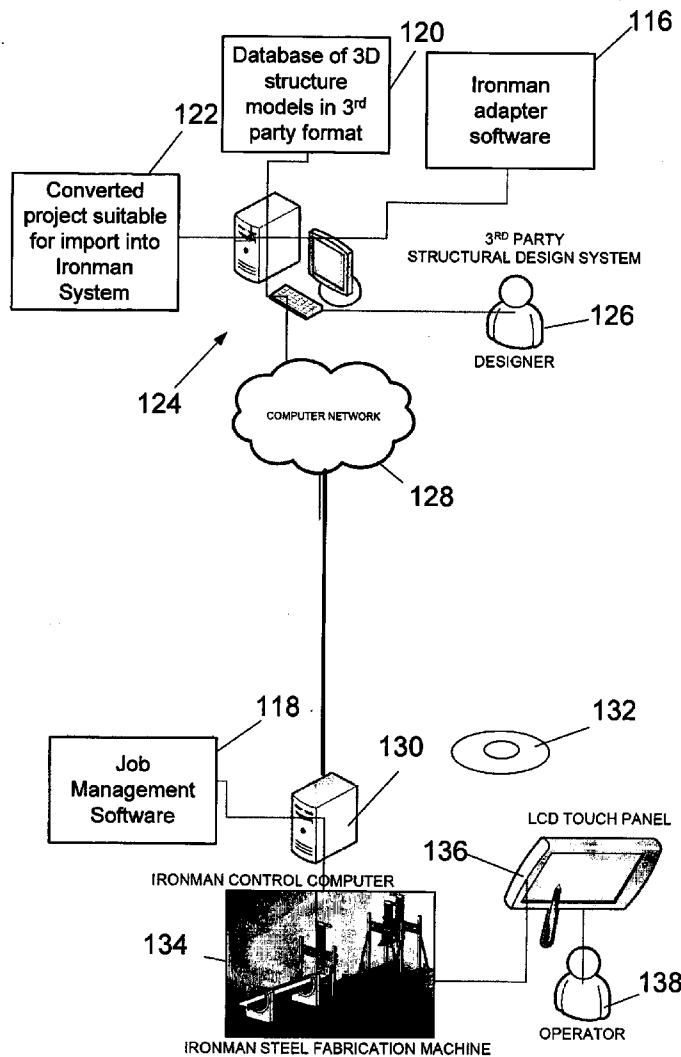 120
116
Database of 3D
structure
models in 3rd
party format
Ironman
adapter
software
122
Converted
project suitable
for import into
Ironman
System
3RD PARTY
STRUCTURAL DESIGN SYSTEM
126
DESIGNER
124
COMPUTER NETWORK
128
118
132
Job
Management
Software
130
LCD TOUCH PANEL
136
IRONMAN CONTROL COMPUTER
134
138
OPERATOR
IRONMAN STEEL FABRICATION MACHINE